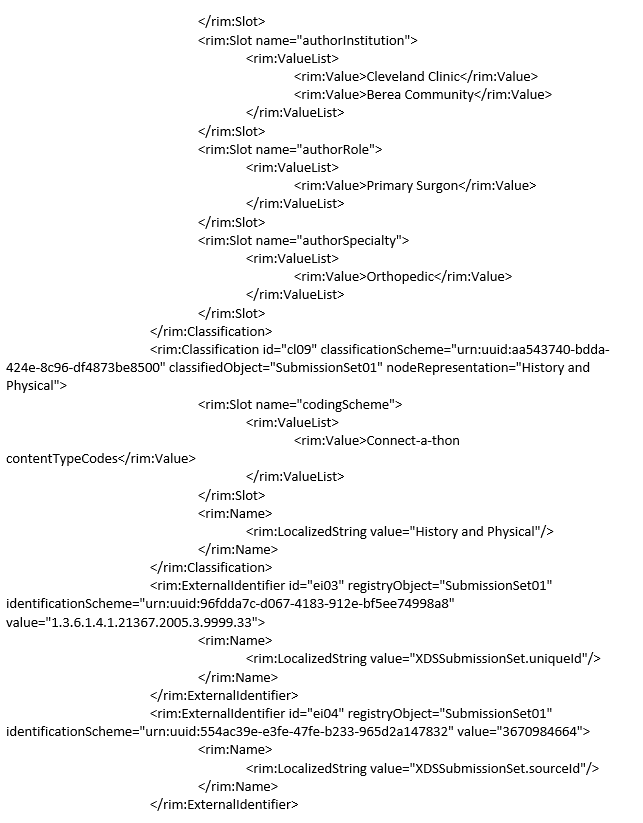 </rim:Slot>
<rim:Slot name="authorInstitution">
<rim:ValueList>
<rim:Value>Cleveland Clinic</rim:Value>
<rim:Value>Berea Community</rim:Value>
</rim:ValueList>
</rim:Slot>
<rim:Slot name="authorRole">
<rim:ValueList>
<rim:Value>Primary Surgon</rim:Value>
</rim:ValueList>
</rim:Slot>
<rim:Slot name="authorSpecialty">
<rim:ValueList>
<rim:Value>Orthopedic</rim:Value>
</rim:ValueList>
</rim:Slot>
</rim:Classification>
<rim:Classification id="cl09" classificationScheme="urn:uuid:aa543740-bdda-
424e-8c96-df4873be8500" classifiedObject="SubmissionSet01" nodeRepresentation="History and
Physical">
<rim:Slot name="codingScheme">
<rim:ValueList>
<rim:Value>Connect-a-thon
contentTypeCodes</rim:Value>
</rim:ValueList>
</rim:Slot>
<rim:Name>
<rim:LocalizedString value="History and Physical"/>
</rim:Name>
</rim:Classification>
<rim:ExternalIdentifier id="ei03" registryObject="SubmissionSet01"
identificationScheme="urn:uuid:96fdda7c-d067-4183-912e-bf5ee74998a8"
value="1.3.6.1.4.1.21367.2005.3.9999.33">
<rim:Name>
<rim:LocalizedString value="XDSSubmissionSet.uniqueId"/>
</rim:Name>
</rim:ExternalIdentifier>
<rim:ExternalIdentifier id="ei04" registryObject="SubmissionSet01"
identificationScheme="urn:uuid:554ac39e-e3fe-47fe-b233-965d2a147832" value="3670984664">
<rim:Name>
<rim:LocalizedString value="XDSSubmissionSet.sourceId"/>
</rim:Name>
</rim:ExternalIdentifier>